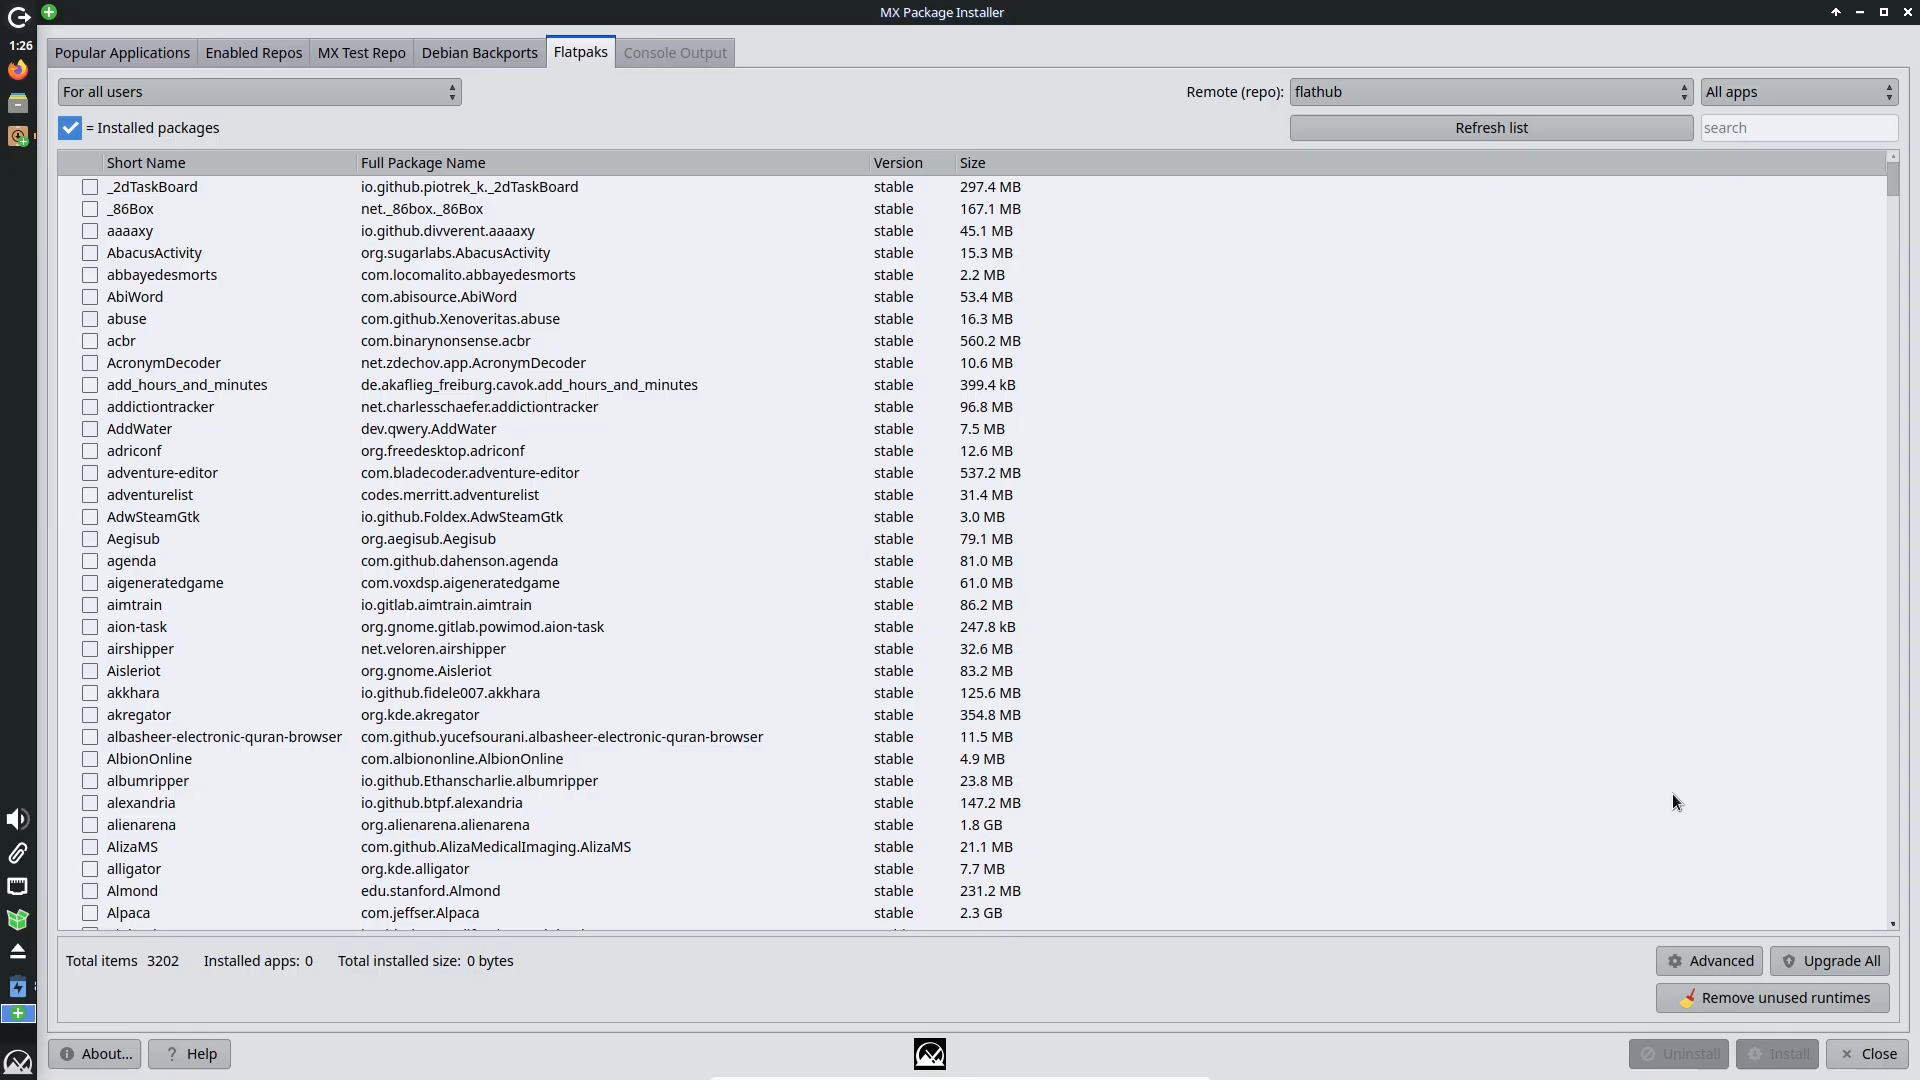 MX Package Installer
1:26
Popular Applications Enabled Repos MX Test Repo Debian Backports Flatpaks Console Output
For all users Remote (repo): flathub All apps
= Installed packages Refresh list search
Short Name Full Package Name Version Size
_2dTaskBoard io.github.piotrek_k._2dTaskBoard stable 297.4 MB
_86Box net._86box._86Box stable 167.1 MB
aaaaxy io.github.divverent.aaaaxy stable 45.1 MB
AbacusActivity org.sugarlabs.AbacusActivity stable 15.3 MB
abbayedesmorts com.locomalito.abbayedesmorts stable 2.2 MB
AbiWord com.abisource.AbiWord stable 53.4 MB
abuse com.github.Xenoveritas.abuse stable 16.3 MB
acbr com.binarynonsense.acbr stable 560.2 MB
AcronymDecoder net.zdechov.app.AcronymDecoder stable 10.6 MB
add_hours_and_minutes de.akaflieg_freiburg.cavok.add_hours_and_minutes stable 399.4 kB
addictiontracker net.charlesschaefer.addictiontracker stable 96.8 MB
AddWater dev.qwery.AddWater stable 7.5 MB
adriconf org.freedesktop.adriconf stable 12.6 MB
adventure-editor com.bladecoder.adventure-editor stable 537.2 MB
adventurelist codes.merritt.adventurelist stable 31.4 MB
AdwSteamGtk io.github.Foldex.AdwSteamGtk stable 3.0 MB
Aegisub org.aegisub.Aegisub stable 79.1 MB
agenda com.github.dahenson.agenda stable 81.0 MB
aigeneratedgame com.voxdsp.aigeneratedgame stable 61.0 MB
aimtrain io.gitlab.aimtrain.aimtrain stable 86.2 MB
aion-task org.gnome.gitlab.powimod.aion-task stable 247.8 kB
airshipper net.veloren.airshipper stable 32.6 MB
Aisleriot org.gnome.Aisleriot stable 83.2 MB
akkhara io.github.fidele007.akkhara stable 125.6 MB
akregator org.kde.akregator stable 354.8 MB
albasheer-electronic-quran-browser com.github.yucefsourani.albasheer-electronic-quran-browser stable 11.5 MB
AlbionOnline com.albiononline.AlbionOnline stable 4.9 MB
albumripper io.github.Ethanscharlie.albumripper stable 23.8 MB
alexandria io.github.btpf.alexandria stable 147.2 MB
alienarena org.alienarena.alienarena stable 1.8 GB
AlizaMS com.github.AlizaMedicalImaging.AlizaMS stable 21.1 MB
alligator org.kde.alligator stable 7.7 MB
Almond edu.stanford.Almond stable 231.2 MB
Alpaca com.jeffser.Alpaca stable 2.3 GB
Total items 3202 Installed apps: 0 Total installed size: 0 bytes Advanced Upgrade All
Remove unused runtimes
About... Help Uninstall Install Close